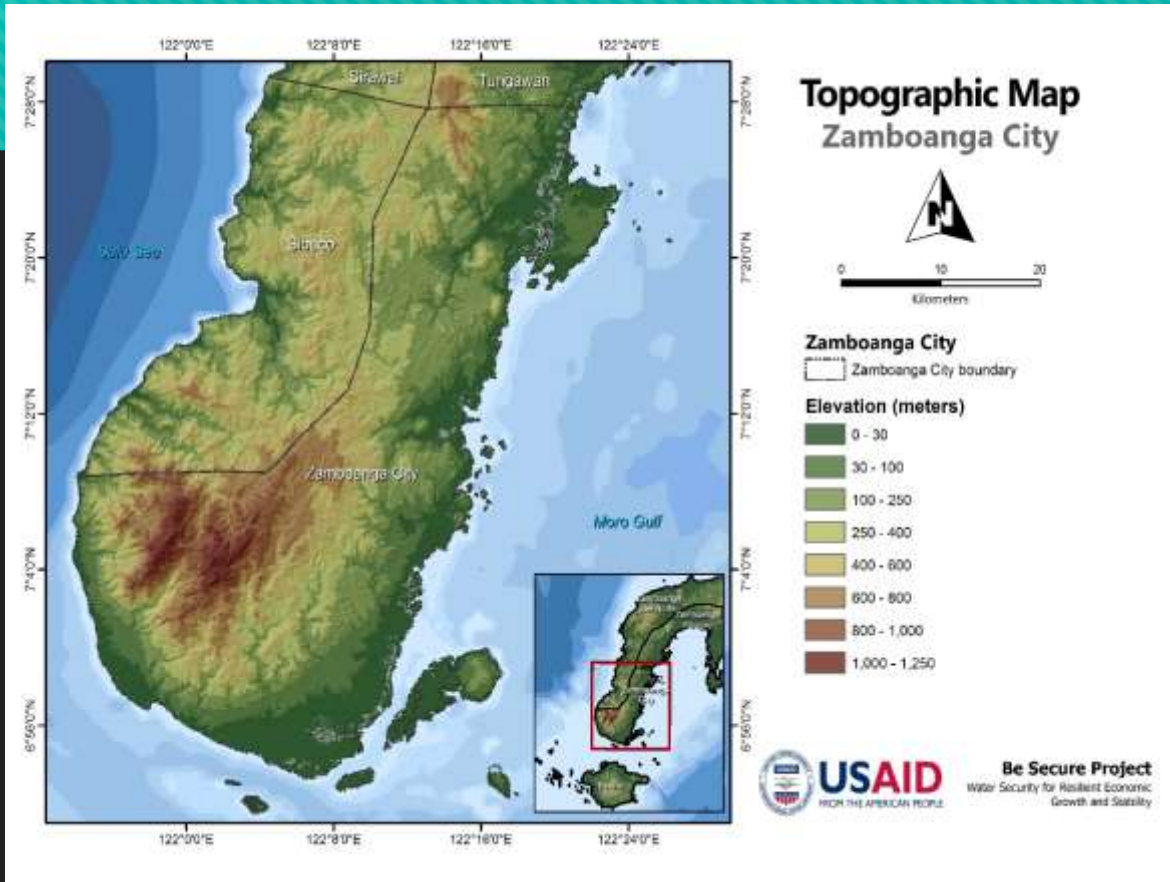 Topographic Map
Zamboanga City
N
0 10 20
Kilometers
Zamboanga City
Zamboanga City boundary
Elevation (meters)
0 - 30
30 - 100
100 - 250
250 - 400
400 - 600
600 - 800
800 - 1,000
1,000 - 1,250
122°0'0"E 122°8'0"E 122°16'0"E 122°24'0"E
7°28'0"N 7°28'0"N
7°20'0"N 7°20'0"N
7°12'0"N 7°12'0"N
7°4'0"N 7°4'0"N
6°56'0"N 6°56'0"N
122°0'0"E 122°8'0"E 122°16'0"E 122°24'0"E
Tungawan
Sulu Sea
Zamboanga City
Moro Gulf
USAID
FROM THE AMERICAN PEOPLE
Be Secure Project
Water Security for Resilient Economic
Growth and Stability